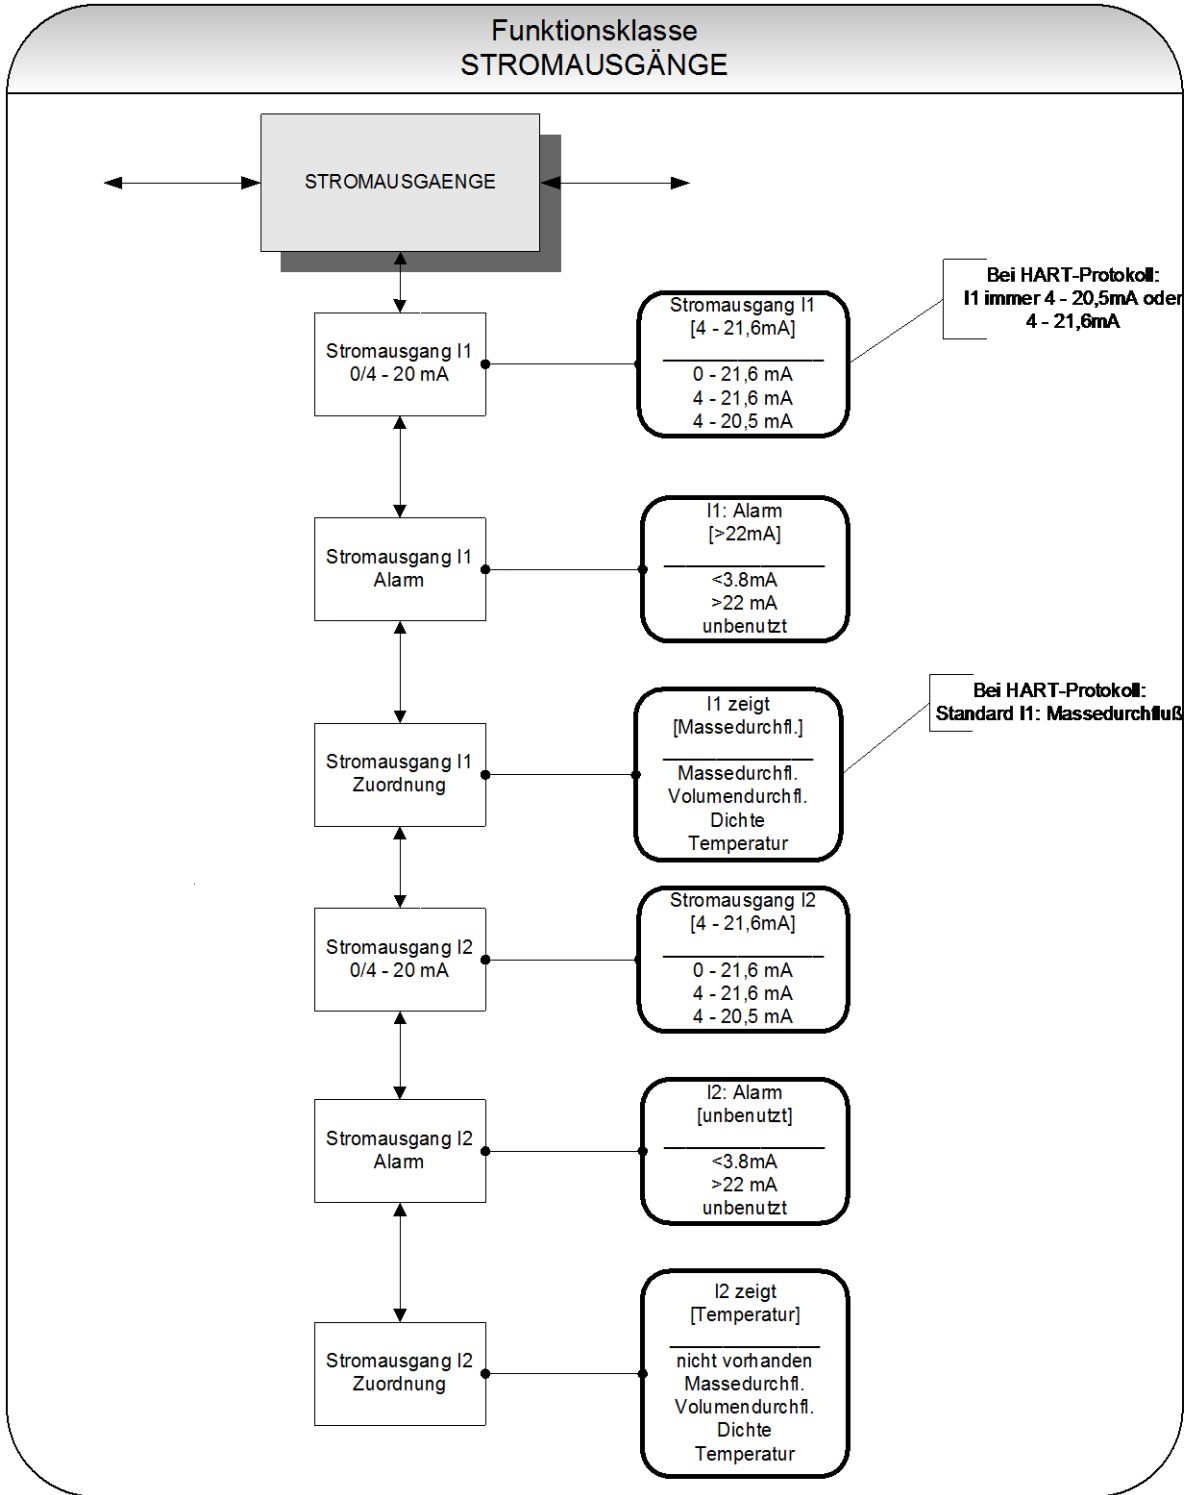 Funktionsklasse
STROMAUSGÄNGE
STROMAUSGAENGE
Bei HART-Protokoll:
I1 immer 4 - 20,5mA oder
4 - 21,6mA
Stromausgang I1
0/4 - 20 mA
Stromausgang I1
[4 - 21,6mA]
0 - 21,6 mA
4 - 21,6 mA
4 - 20,5 mA
Stromausgang I1
Alarm
I1: Alarm
[>22mA]
<3.8mA
>22 mA
unbenutzt
Bei HART-Protokoll:
Standard I1: Massedurchfluß
Stromausgang I1
Zuordnung
I1 zeigt
[Massedurchfl.]
Massedurchfl.
Volumendurchfl.
Dichte
Temperatur
Stromausgang I2
0/4 - 20 mA
Stromausgang I2
[4 - 21,6mA]
0 - 21,6 mA
4 - 21,6 mA
4 - 20,5 mA
Stromausgang I2
Alarm
I2: Alarm
[unbenutzt]
<3.8mA
>22 mA
unbenutzt
Stromausgang I2
Zuordnung
I2 zeigt
[Temperatur]
nicht vorhanden
Massedurchfl.
Volumendurchfl.
Dichte
Temperatur